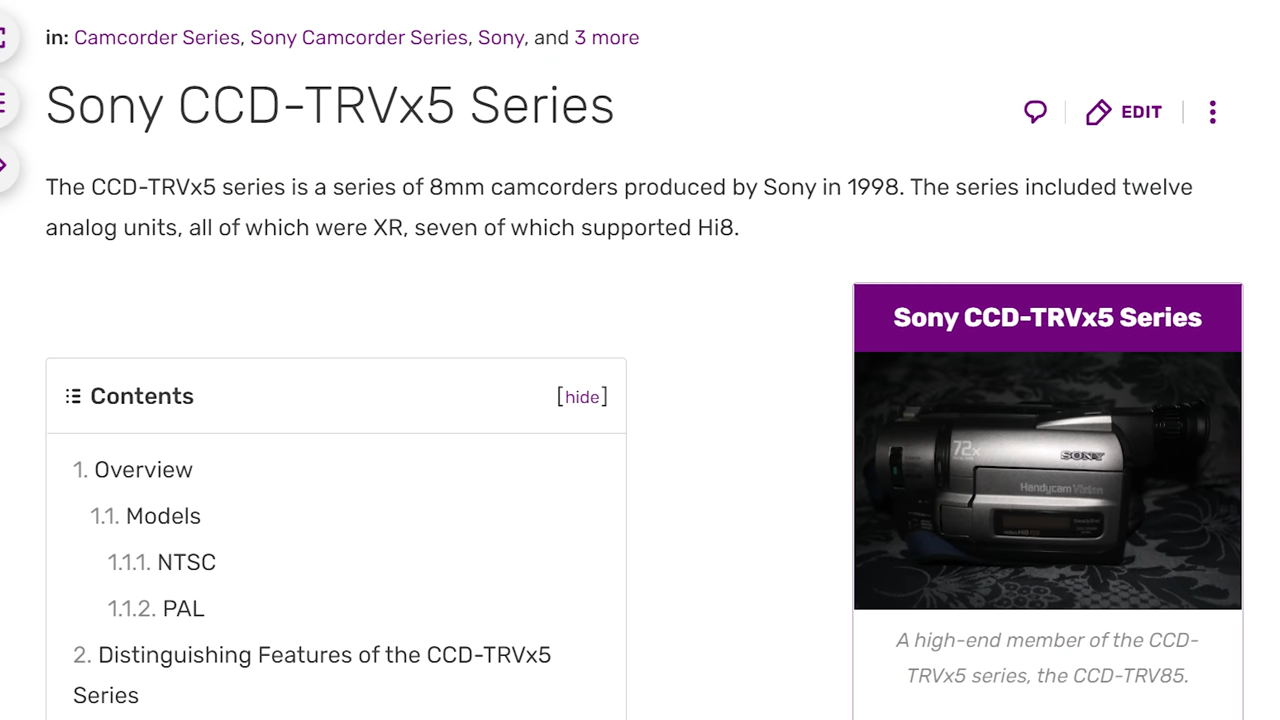 in: Camcorder Series, Sony Camcorder Series, Sony, and 3 more
Sony CCD-TRVx5 Series
EDIT
The CCD-TRVx5 series is a series of 8mm camcorders produced by Sony in 1998. The series included twelve
analog units, all of which were XR, seven of which supported Hi8.
Sony CCD-TRVx5 Series
72x
SONY
Handycam Vision
Contents
[hide]
1. Overview
1.1. Models
1.1.1. NTSC
1.1.2. PAL
2. Distinguishing Features of the CCD-TRVx5
Series
A high-end member of the CCD-
TRVx5 series, the CCD-TRV85.